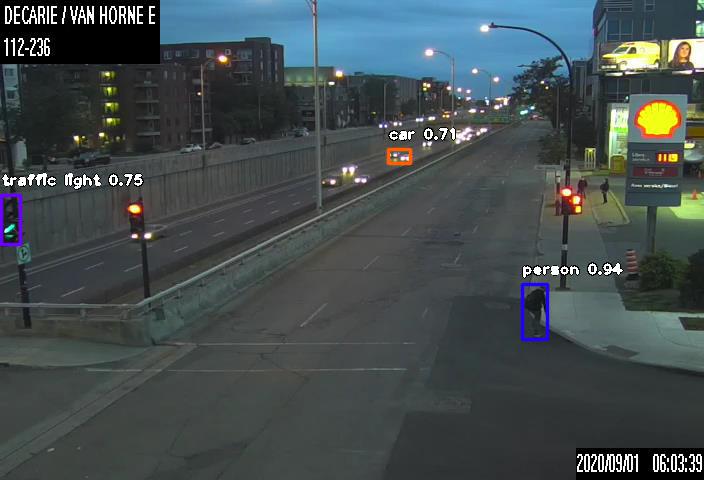 DECARIE / VAN HORNE E
112-236
car 0.71
traffic light 0.75
person 0.94
2020/09/01 06:03:39